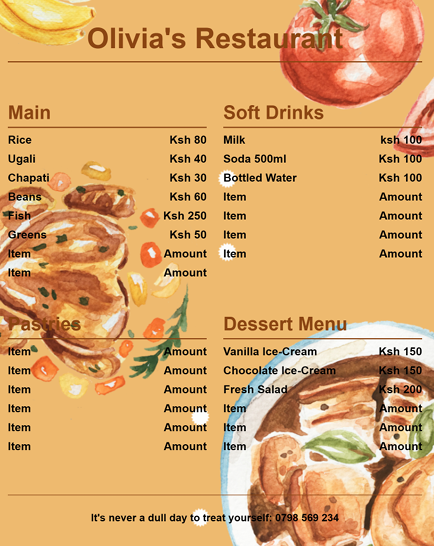 Olivia's Restaurant
Main
Rice Ksh 80
Ugali Ksh 40
Chapati Ksh 30
Beans Ksh 60
Fish Ksh 250
Greens Ksh 50
Item Amount
Item Amount
Soft Drinks
Milk ksh 100
Soda 500ml Ksh 100
Bottled Water Ksh 100
Item Amount
Item Amount
Item Amount
Item Amount
Pastries
Item Amount
Item Amount
Item Amount
Item Amount
Item Amount
Item Amount
Dessert Menu
Vanilla Ice-Cream Ksh 150
Chocolate Ice-Cream Ksh 150
Fresh Salad Ksh 200
Item Amount
Item Amount
Item Amount
It's never a dull day to treat yourself: 0798 569 234